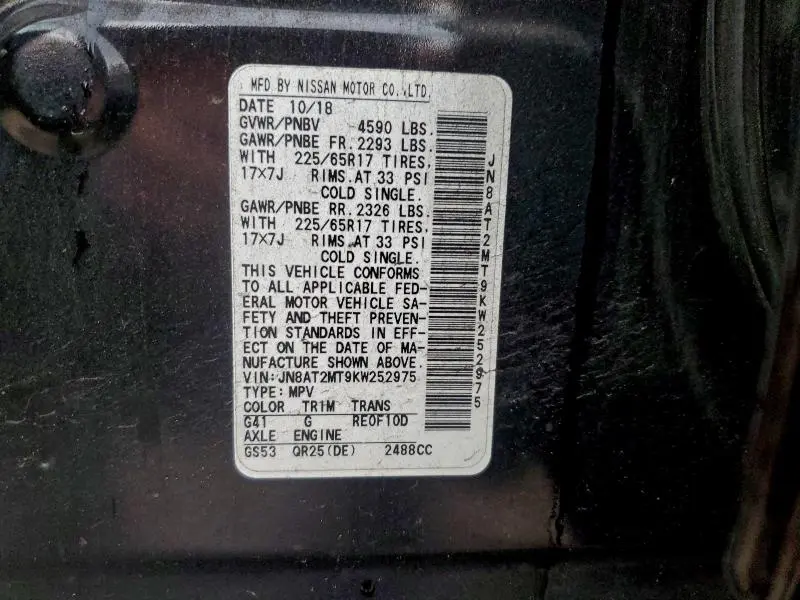 MFD.BY NISSAN MOTOR CO.,LTD.
DATE 10/18
GVWR/PNBV 4590 LBS.
GAWR/PNBE FR.2293 LBS.
WITH 225/65R17 TIRES.
17X7J RIMS.AT 33 PSI
COLD SINGLE.
GAWR/PNBE RR.2326 LBS.
WITH 225/65R17 TIRES.
17X7J RIMS.AT 33 PSI
COLD SINGLE.
THIS VEHICLE CONFORMS
TO ALL APPLICABLE FED-
ERAL MOTOR VEHICLE SA-
FETY AND THEFT PREVEN-
TION STANDARDS IN EFF-
ECT ON THE DATE OF MA-
NUFACTURE SHOWN ABOVE.
VIN:JN8AT2MT9KW252975
TYPE:MPV
COLOR TRIM TRANS
G41 G RE0F10D
AXLE ENGINE
GS53 QR25(DE) 2488CC
JN8AT2MT9KW252975